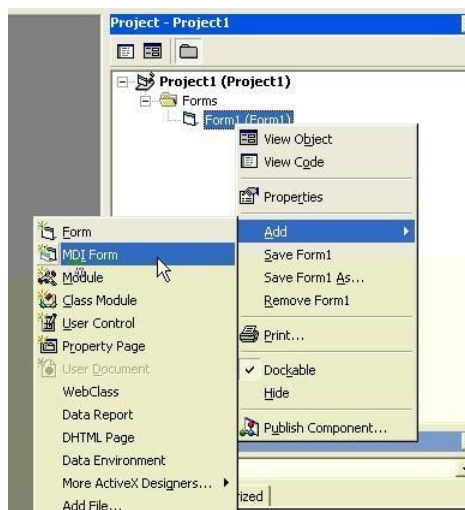 Project - Project1
Project1 (Project1)
Forms
Form1 (Form1)
View Object
View Code
Properties
Add
Save Form1
Save Form1 As...
Remove Form1
Print...
Dockable
Hide
Publish Component...
Form
MDI Form
Module
Class Module
User Control
Property Page
User Document
WebClass
Data Report
DHTML Page
Data Environment
More ActiveX Designers...
Add File...
ized